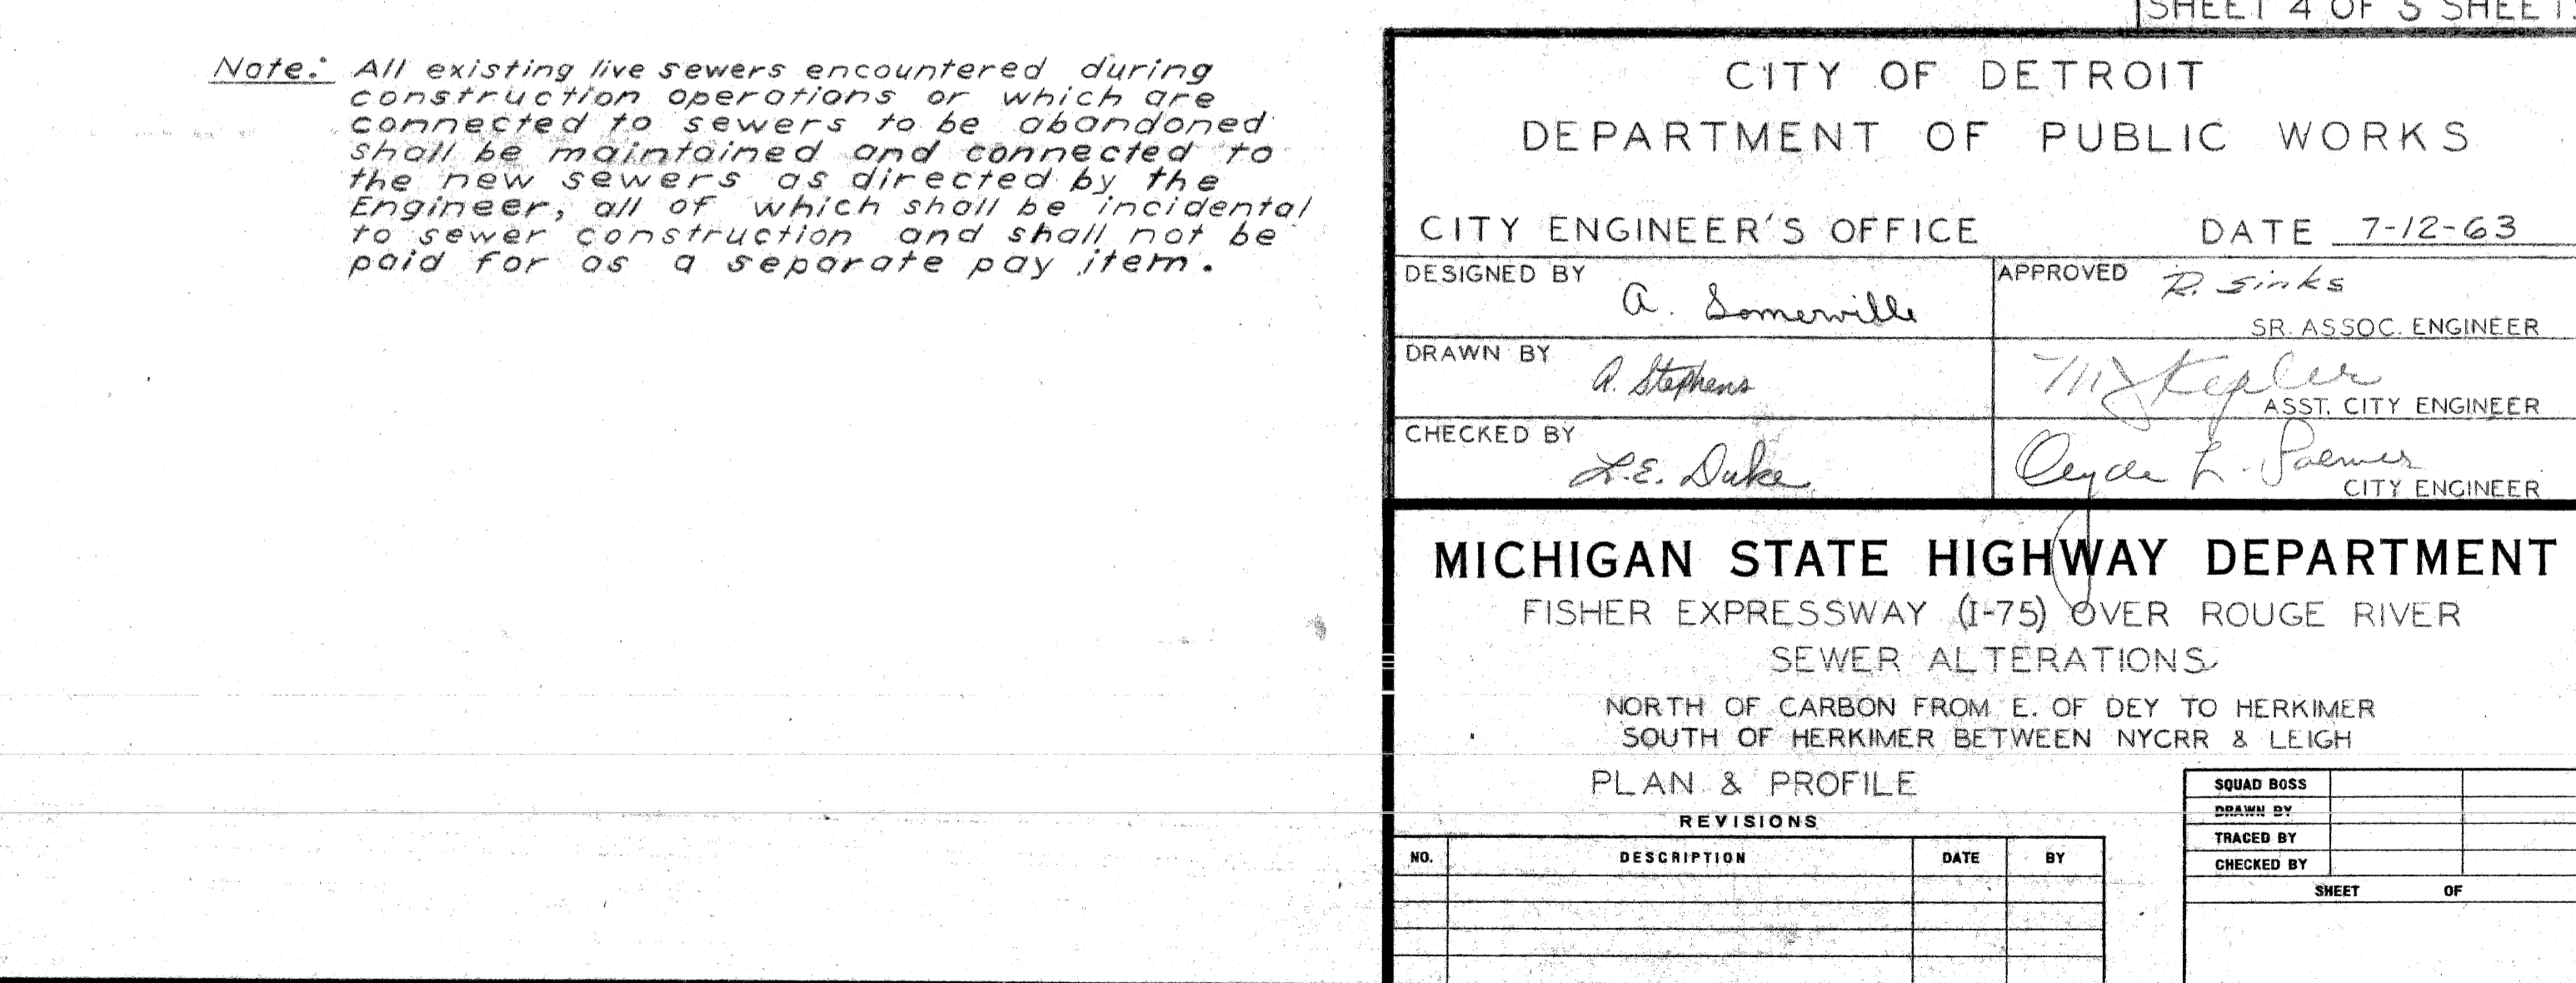 SHEET 4 OF 5 SHEETS
Note: All existing live sewers encountered during
construction operations or which are
connected to sewers to be abandoned
shall be maintained and connected to
the new sewers as directed by the
Engineer, all of which shall be incidental
to sewer construction and shall not be
paid for as a separate pay item.
CITY OF DETROIT
DEPARTMENT OF PUBLIC WORKS
CITY ENGINEER'S OFFICE DATE 7-12-63
DESIGNED BY A. Somerville
APPROVED R. Sinks
SR. ASSOC. ENGINEER
DRAWN BY A. Stephens
Kepler
ASST. CITY ENGINEER
CHECKED BY L.E. Duke
Clyde L. Palmer
CITY ENGINEER
MICHIGAN STATE HIGHWAY DEPARTMENT
FISHER EXPRESSWAY (I-75) OVER ROUGE RIVER
SEWER ALTERATIONS
NORTH OF CARBON FROM E. OF DEY TO HERKIMER
SOUTH OF HERKIMER BETWEEN NYCRR & LEIGH
PLAN & PROFILE
REVISIONS
NO. DESCRIPTION DATE BY
SQUAD BOSS
DRAWN BY
TRACED BY
CHECKED BY
SHEET OF